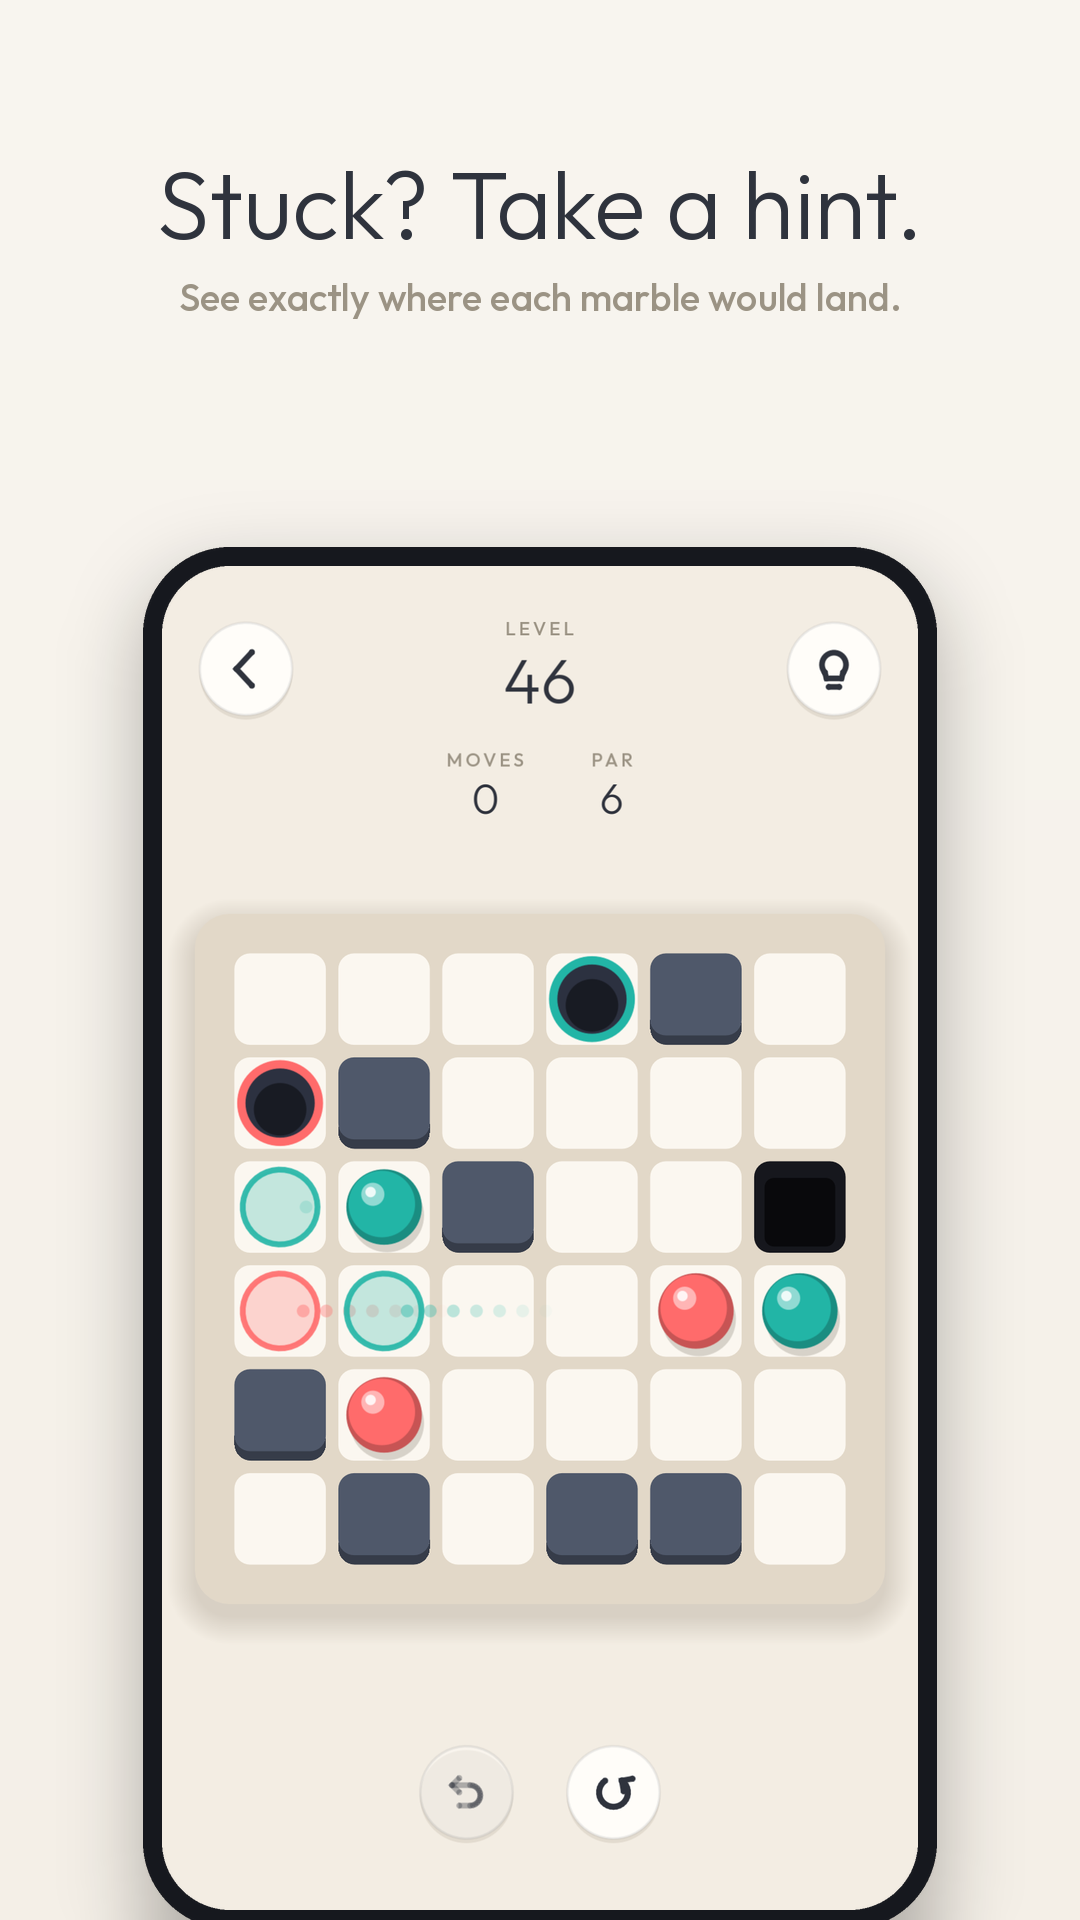 Stuck? Take a hint.
See exactly where each marble would land.
LEVEL
46
MOVES PAR
0 6